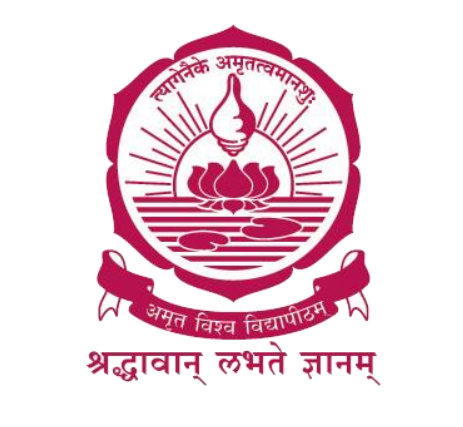 त्यागेनैके अमृतत्वमानशुः
अमृत विश्व विद्यापीठम्
श्रद्धावान् लभते ज्ञानम्